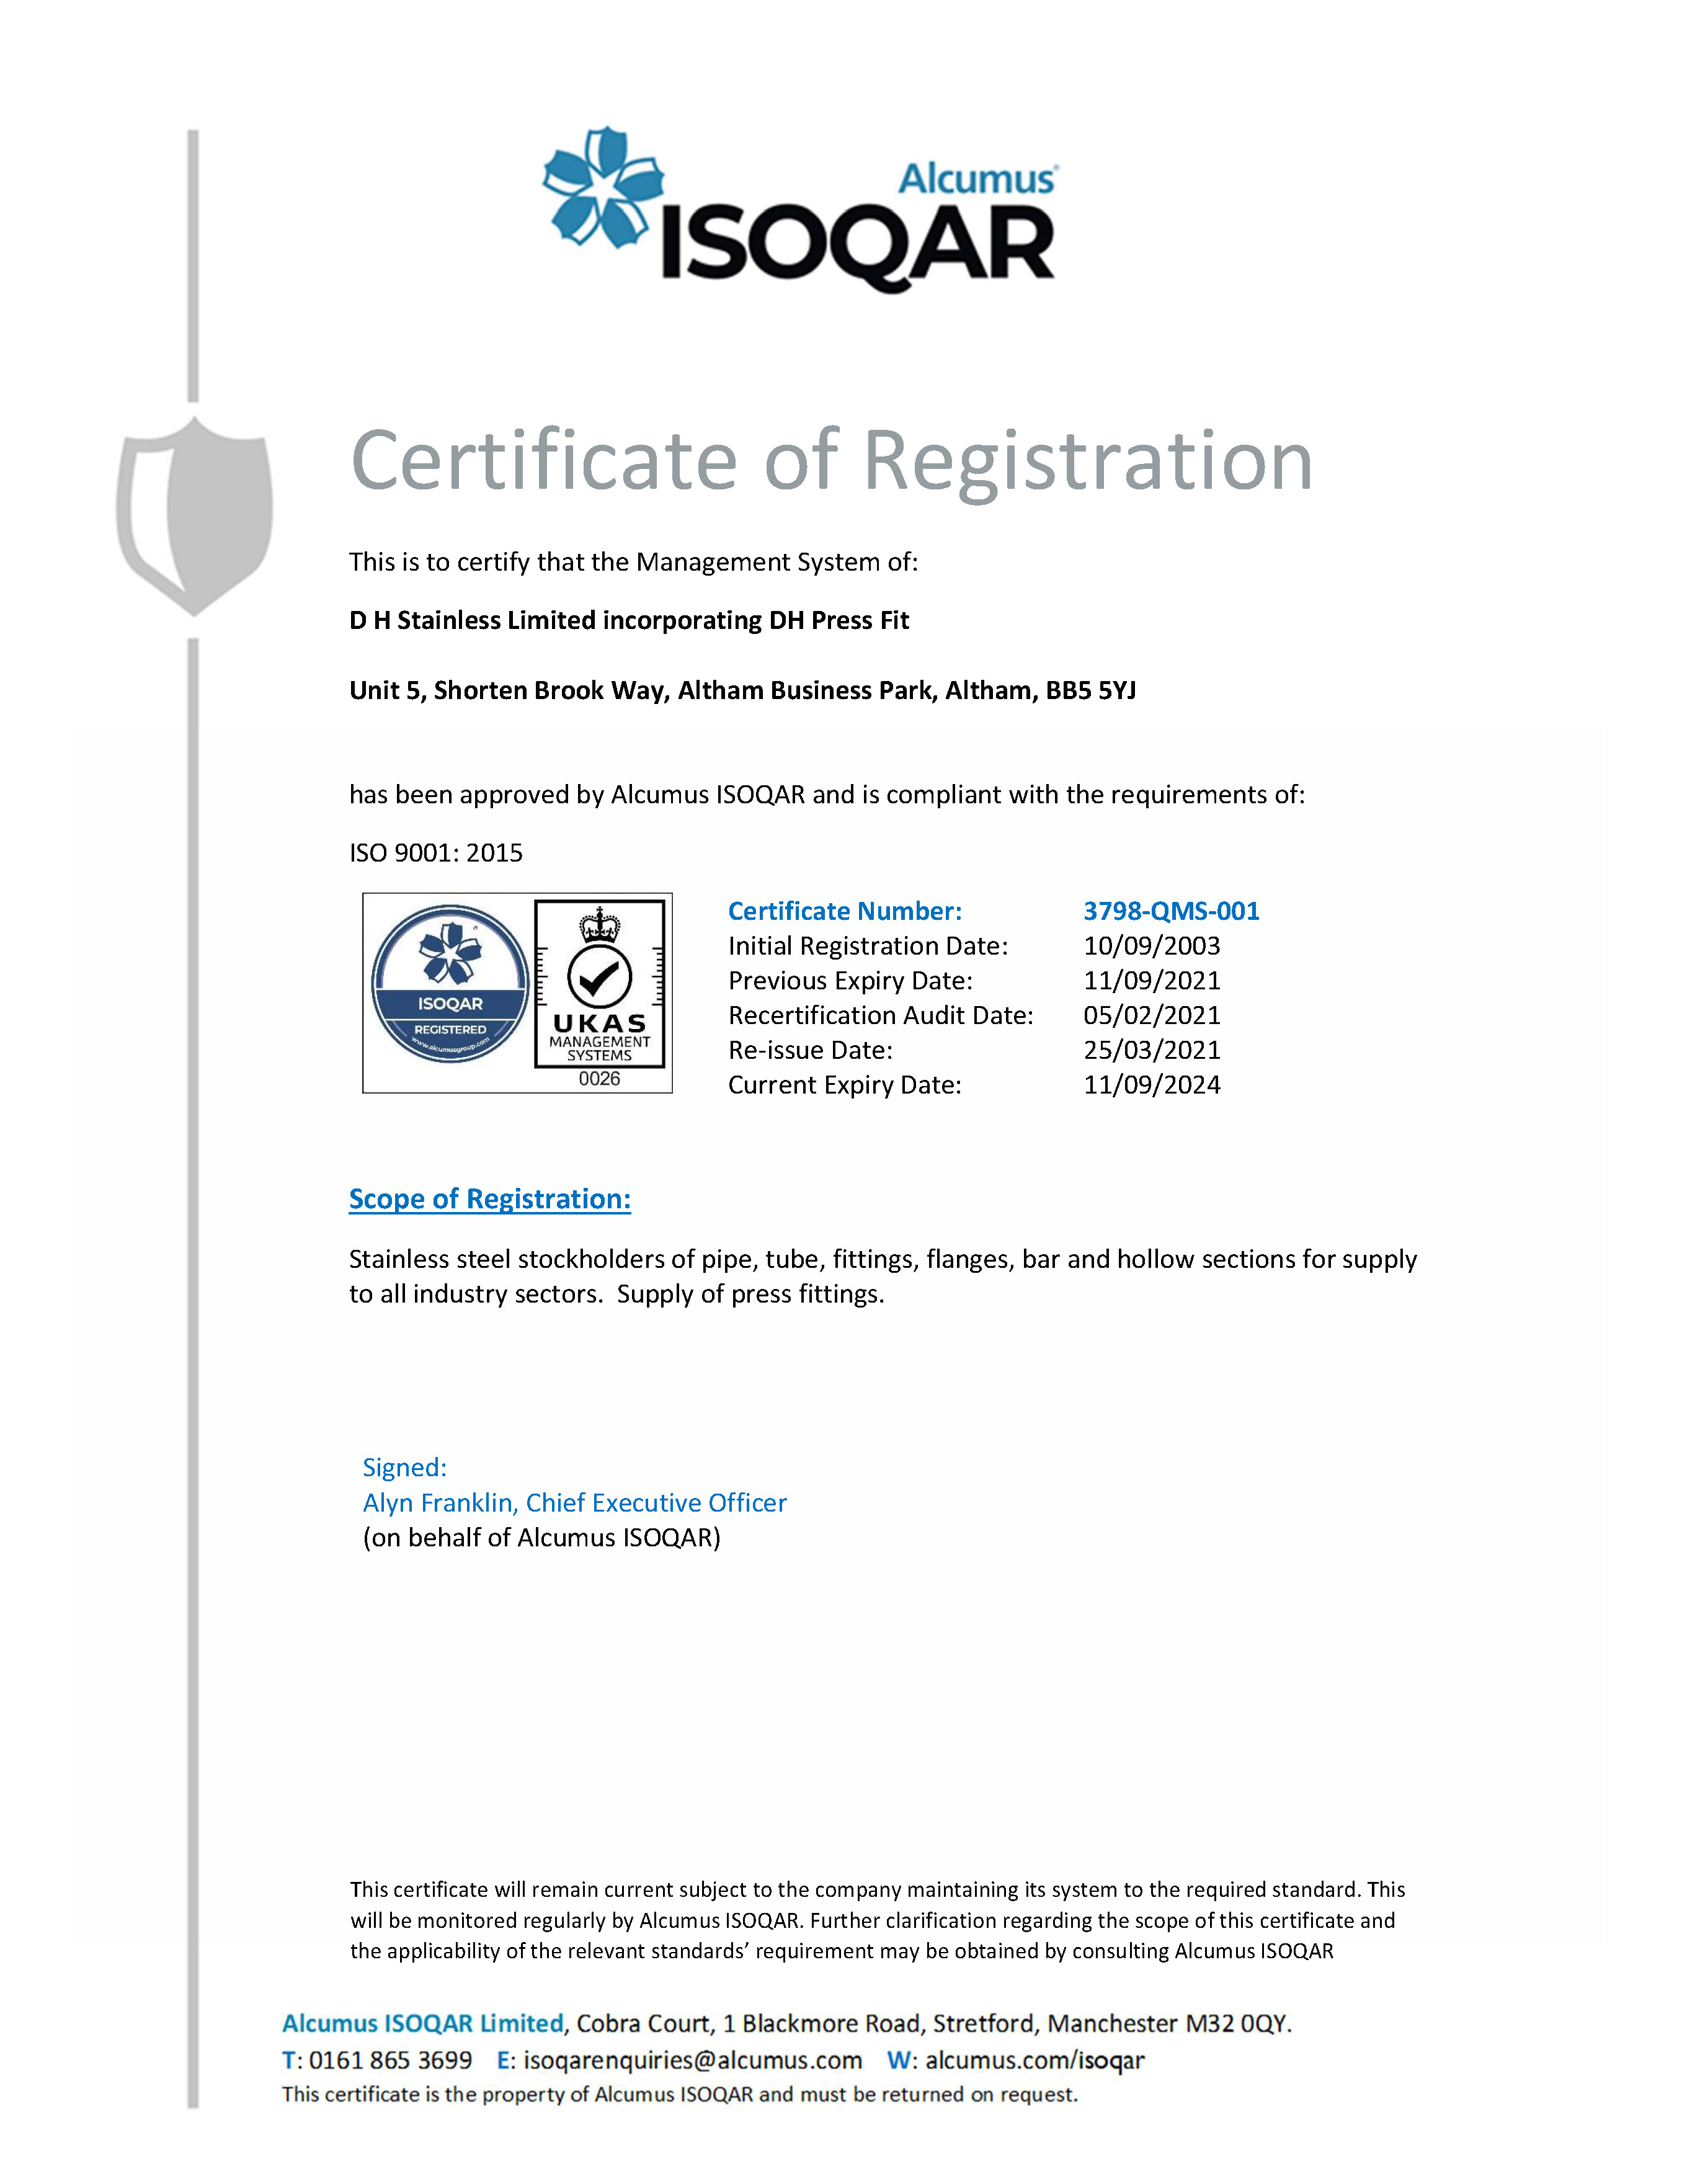 Alcumus®
ISOQAR
Certificate of Registration
This is to certify that the Management System of:
D H Stainless Limited incorporating DH Press Fit
Unit 5, Shorten Brook Way, Altham Business Park, Altham, BB5 5YJ
has been approved by Alcumus ISOQAR and is compliant with the requirements of:
ISO 9001: 2015
ISOQAR
REGISTERED
www.alcumusgroup.com
UKAS
MANAGEMENT
SYSTEMS
0026
Certificate Number: 3798-QMS-001
Initial Registration Date: 10/09/2003
Previous Expiry Date: 11/09/2021
Recertification Audit Date: 05/02/2021
Re-issue Date: 25/03/2021
Current Expiry Date: 11/09/2024
Scope of Registration:
Stainless steel stockholders of pipe, tube, fittings, flanges, bar and hollow sections for supply
to all industry sectors.  Supply of press fittings.
Signed:
Alyn Franklin, Chief Executive Officer
(on behalf of Alcumus ISOQAR)
This certificate will remain current subject to the company maintaining its system to the required standard. This
will be monitored regularly by Alcumus ISOQAR. Further clarification regarding the scope of this certificate and
the applicability of the relevant standards’ requirement may be obtained by consulting Alcumus ISOQAR
Alcumus ISOQAR Limited, Cobra Court, 1 Blackmore Road, Stretford, Manchester M32 0QY.
T: 0161 865 3699 E: isoqarenquiries@alcumus.com W: alcumus.com/isoqar
This certificate is the property of Alcumus ISOQAR and must be returned on request.